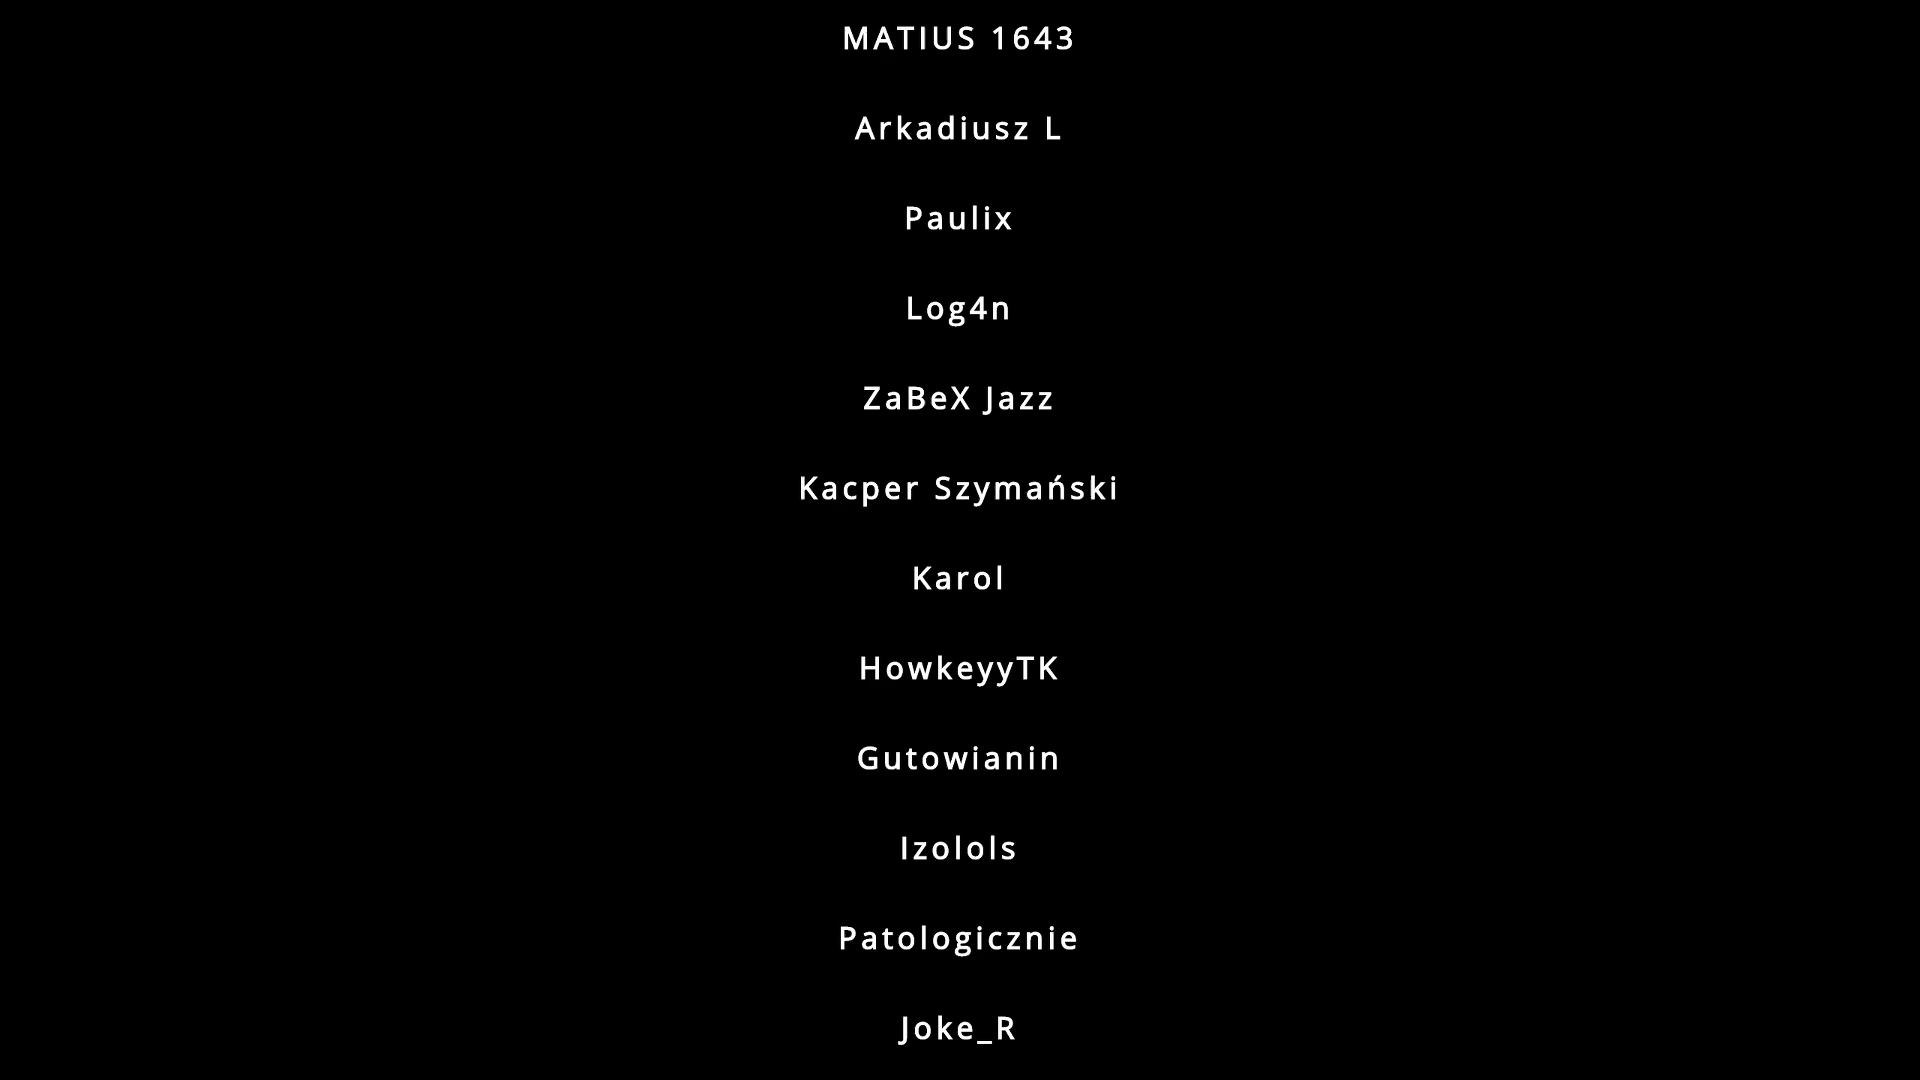 MATIUS 1643
Arkadiusz L
Paulix
Log4n
ZaBeX Jazz
Kacper Szymański
Karol
HowkeyyTK
Gutowianin
Izolols
Patologicznie
Joke_R